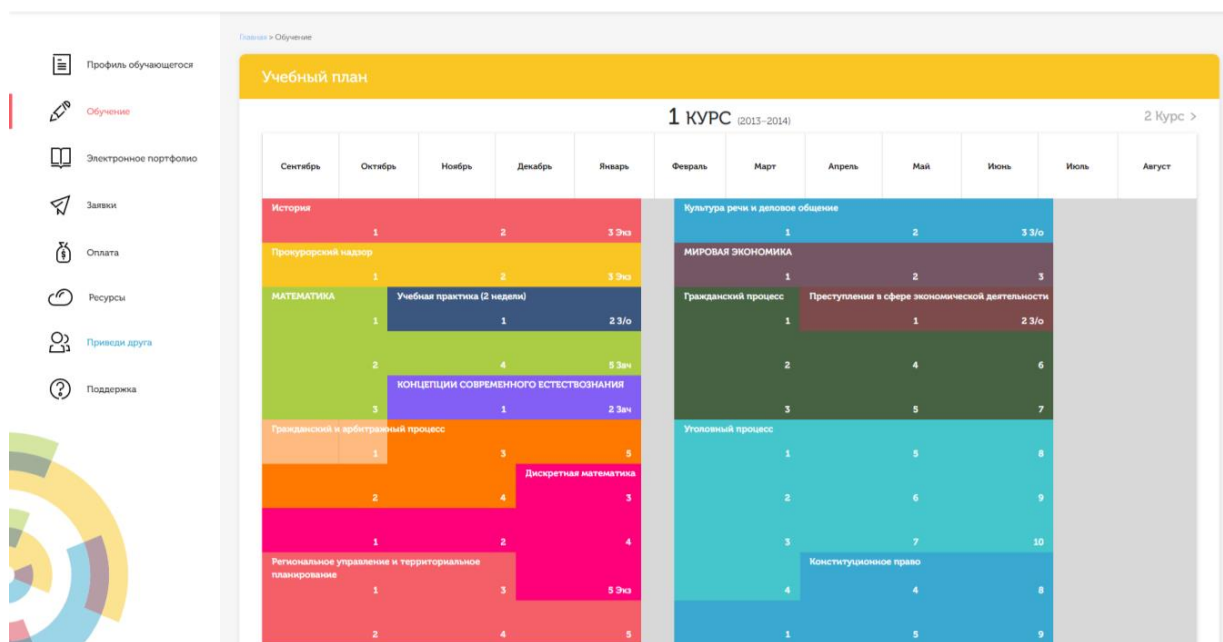 Главная > Обучение
Профиль обучающегося
Обучение
Электронное портфолио
Заявки
Оплата
Ресурсы
Приведи друга
Поддержка
Учебный план
1 КУРС (2013-2014)
2 Курс >
Сентябрь Октябрь Ноябрь Декабрь Январь Февраль Март Апрель Май Июнь Июль Август
История
1 2 3 Экз
Прокурорский надзор
1 2 3 Экз
МАТЕМАТИКА Учебная практика (2 недели)
1 1 2 З/о
2 4 5 Зач
КОНЦЕПЦИИ СОВРЕМЕННОГО ЕСТЕСТВОЗНАНИЯ
3 1 2 Зач
Гражданский и арбитражный процесс
1 3 5
Дискретная математика
2 4 3
1 2 4
Региональное управление и территориальное
планирование
1 3 5 Экз
2 4 5
Культура речи и деловое общение
1 2 3 З/о
МИРОВАЯ ЭКОНОМИКА
1 2 3
Гражданский процесс Преступления в сфере экономической деятельности
1 1 2 З/о
2 4 6
3 5 7
Уголовный процесс
1 5 8
2 6 9
3 7 10
Конституционное право
4 4 8
1 5 9